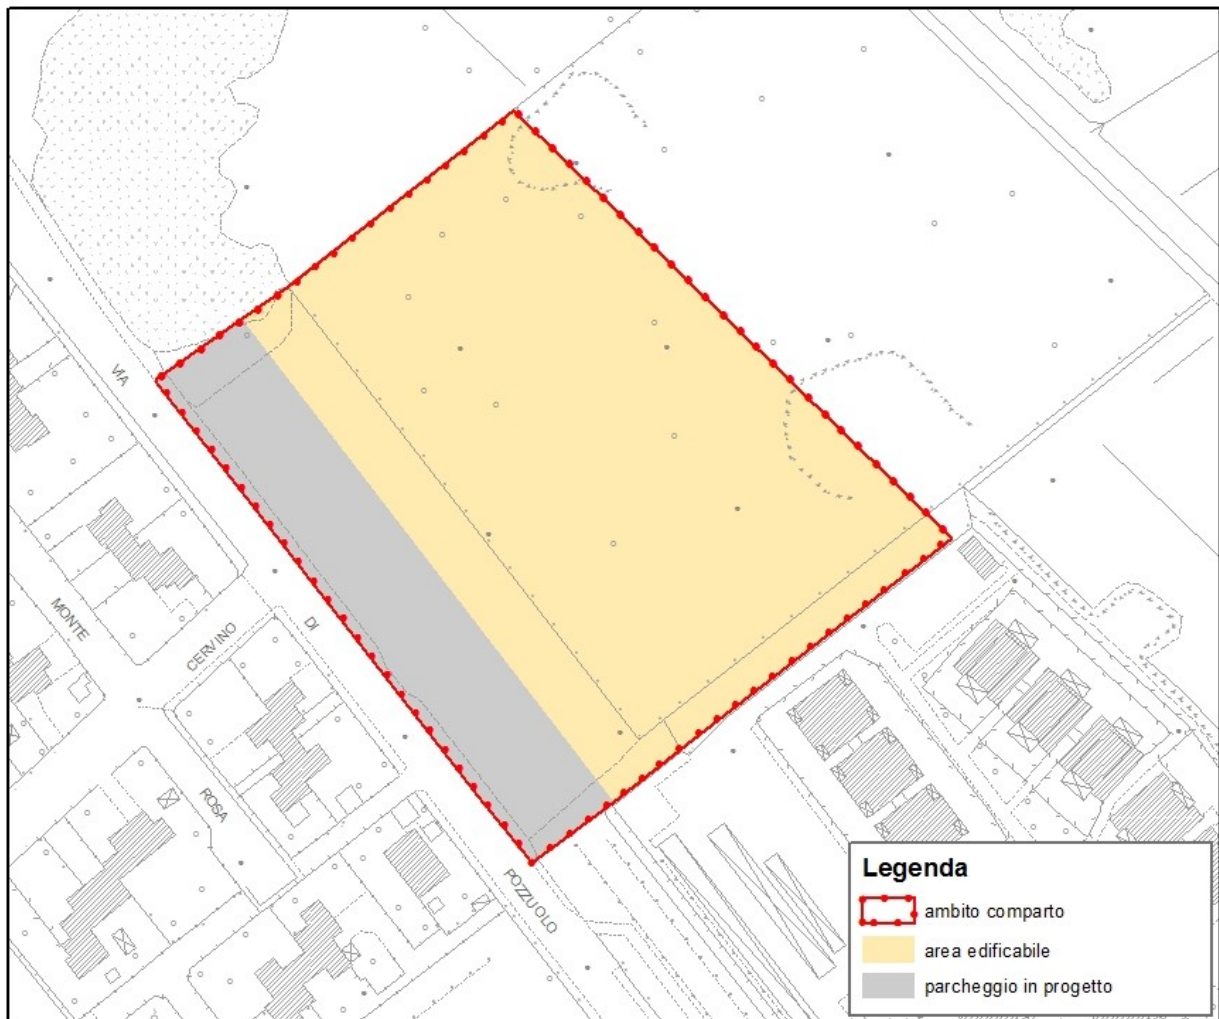 VIA
MONTE
CERVINO
DI
ROSA
POZZUOLO
Legenda
ambito comparto
area edificabile
parcheggio in progetto